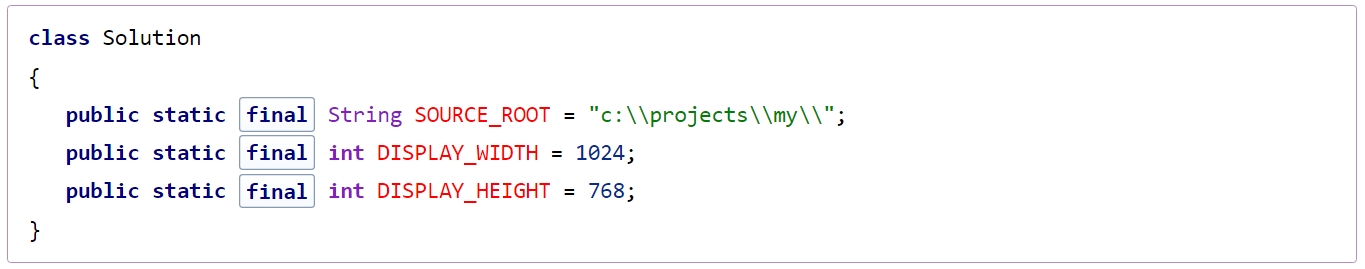 class Solution
{
public static final String SOURCE_ROOT = "c:\\projects\\my\\";
public static final int DISPLAY_WIDTH = 1024;
public static final int DISPLAY_HEIGHT = 768;
}